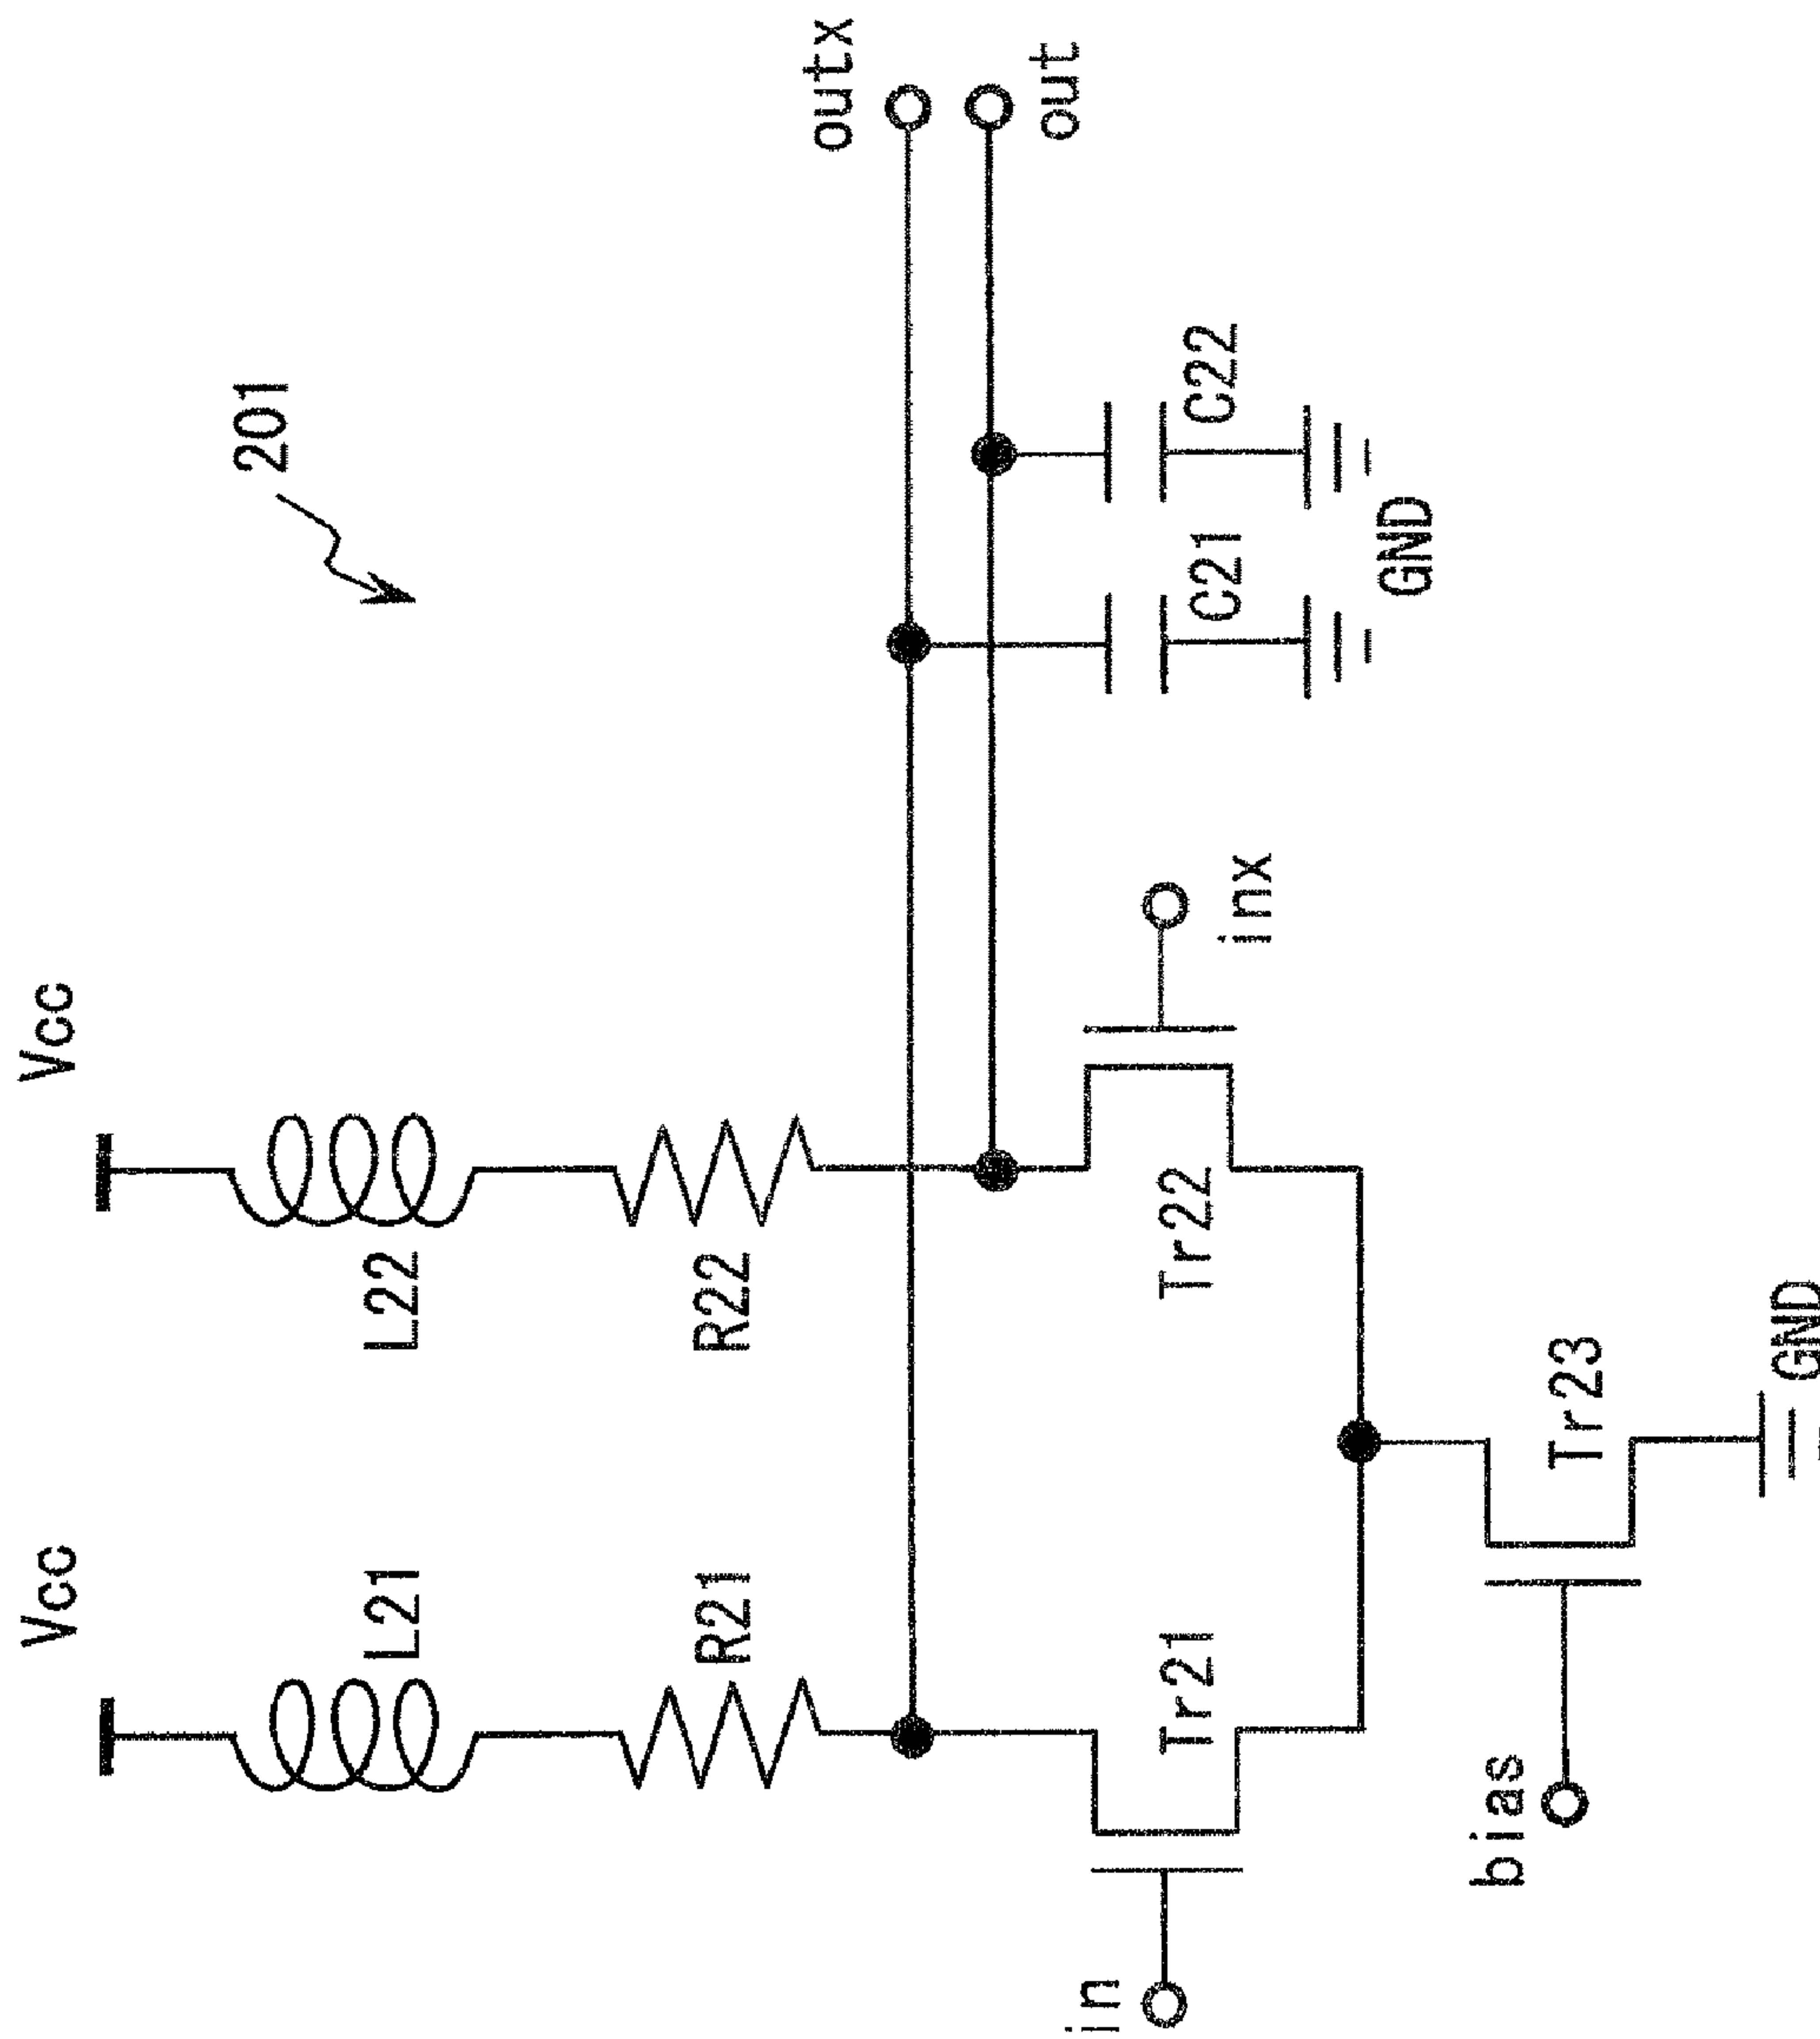 201
Vcc
Vcc
L21
L22
R21
R22
outx
out
in
Tr21
Tr22
inx
C21
C22
GND
bias
Tr23
GND